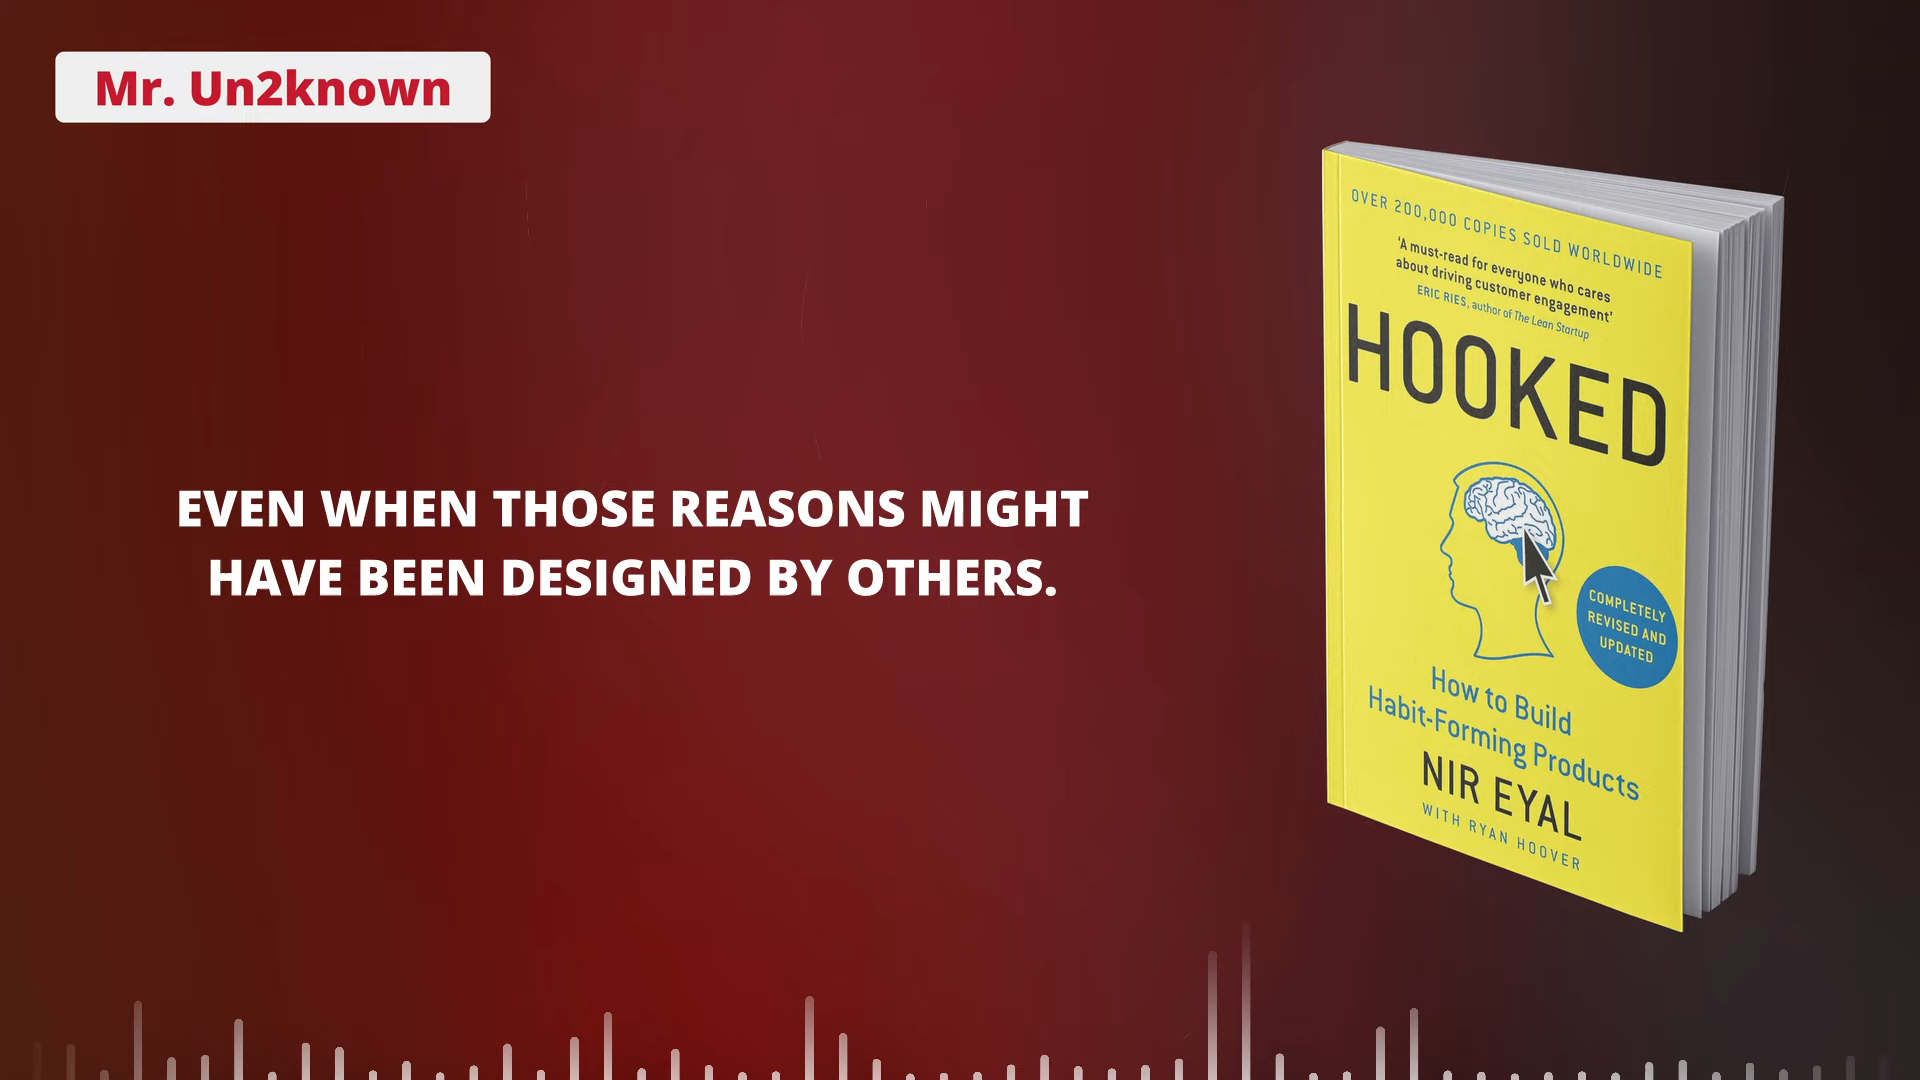 Mr. Un2known
EVEN WHEN THOSE REASONS MIGHT
HAVE BEEN DESIGNED BY OTHERS.
OVER 200,000 COPIES SOLD WORLDWIDE
'A must-read for everyone who cares
about driving customer engagement'
ERIC RIES, author of The Lean Startup
HOOKED
COMPLETELY
REVISED AND
UPDATED
How to Build
Habit-Forming Products
NIR EYAL
WITH RYAN HOOVER